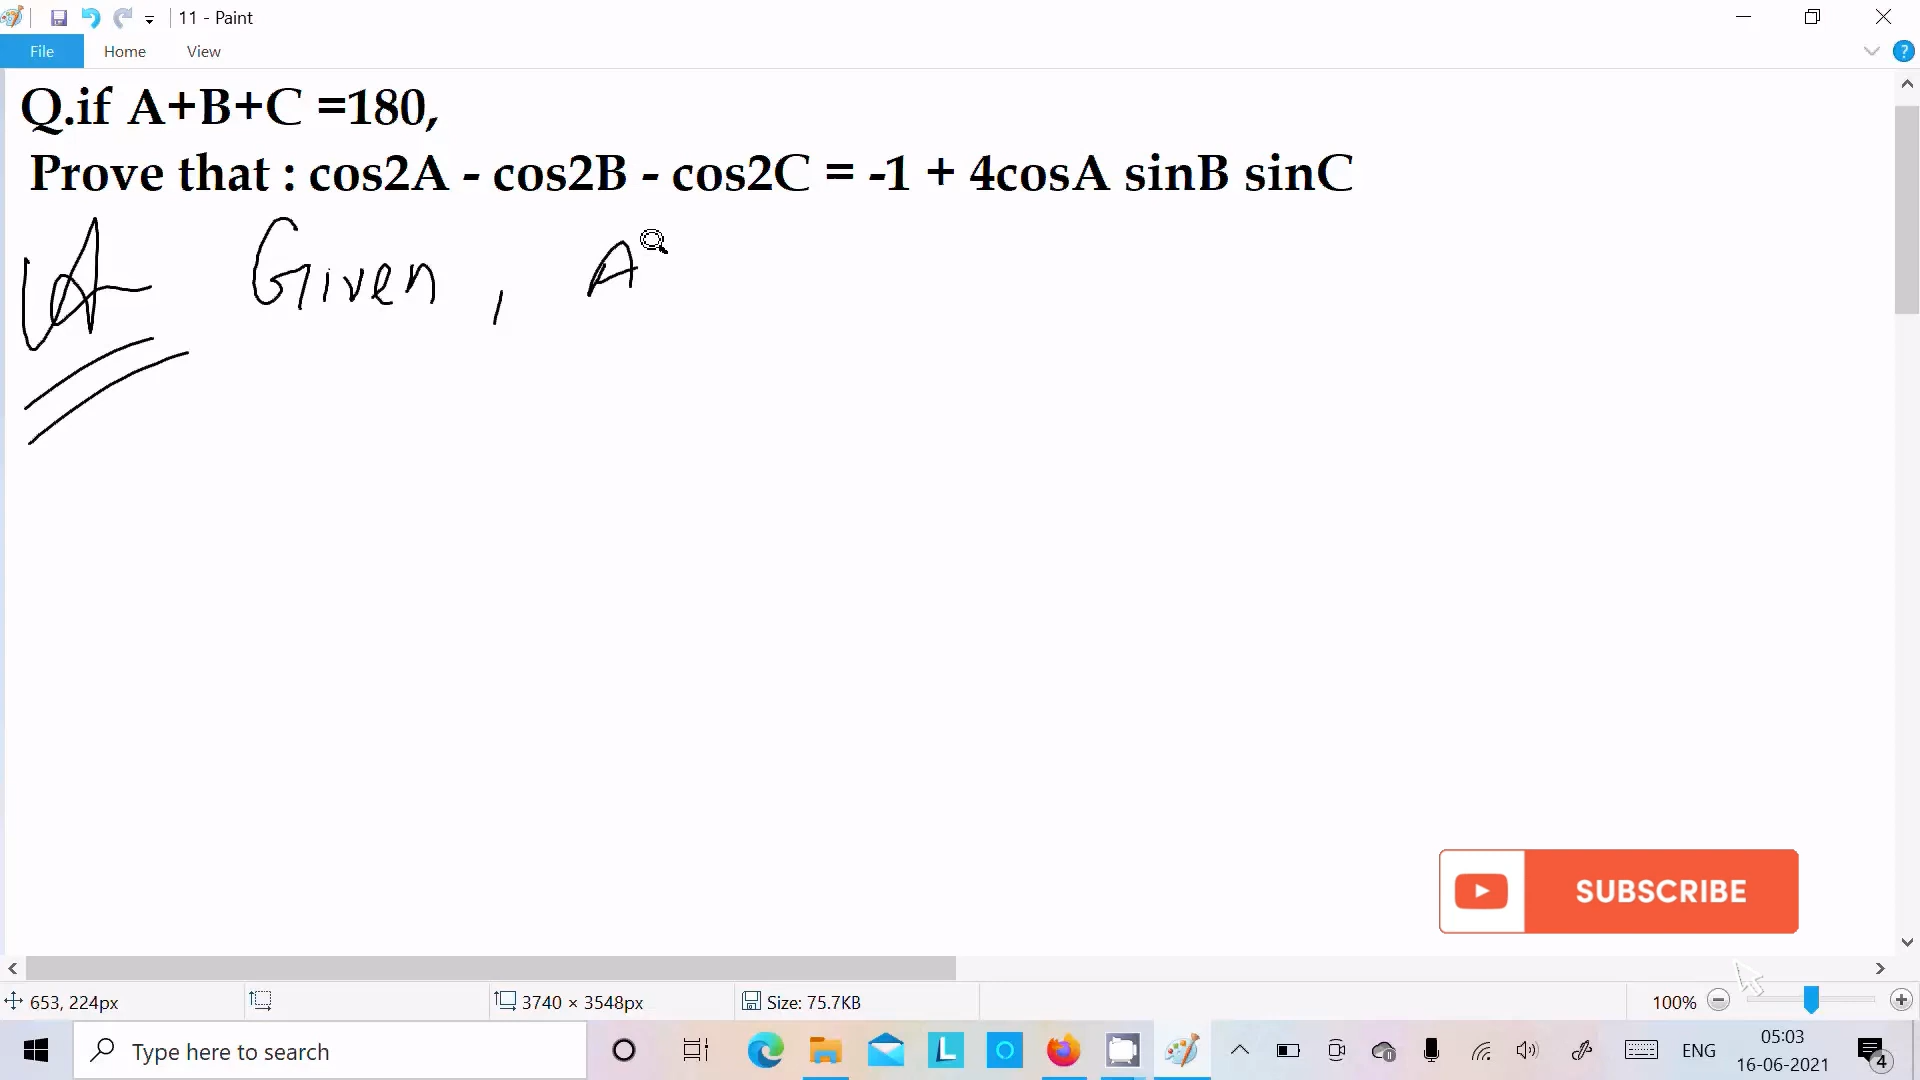 11 - Paint
File Home View
Q.if A+B+C =180,
Prove that : cos2A - cos2B - cos2C = -1 + 4cosA sinB sinC
Given , A
SUBSCRIBE
653, 224px
3740 × 3548px
Size: 75.7KB
100%
Type here to search
L
ENG
05:03
16-06-2021
4